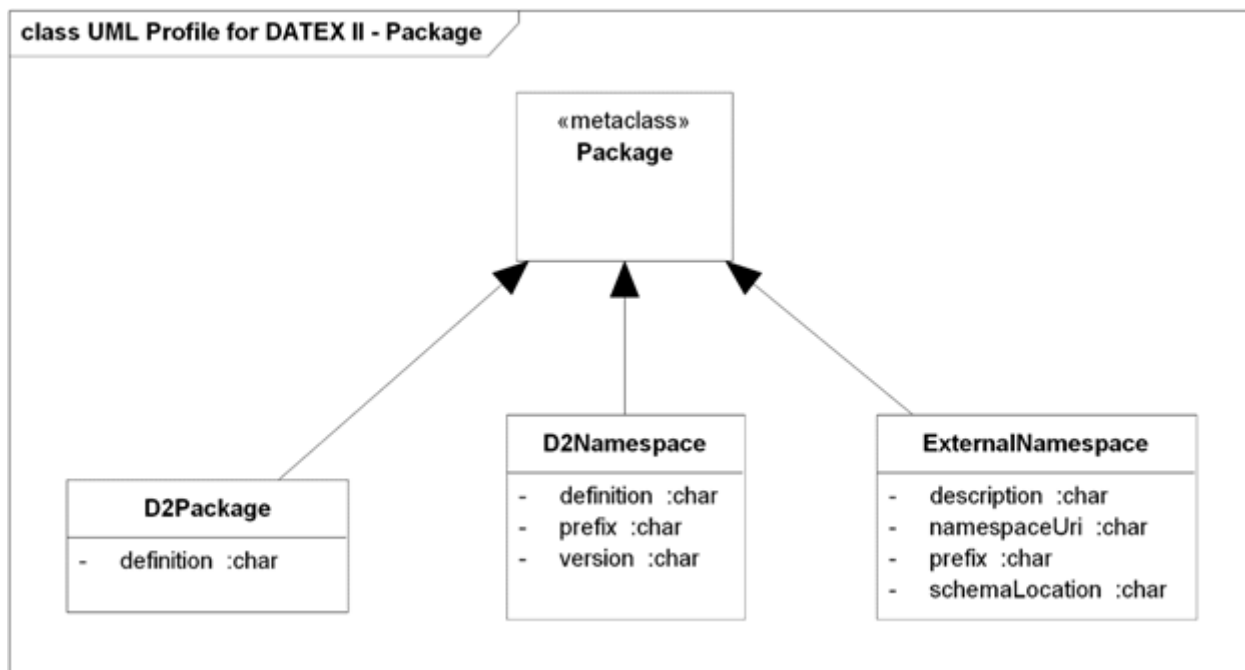 class UML Profile for DATEX II - Package
«metaclass»
Package
D2Package
- definition :char
D2Namespace
- definition :char
- prefix :char
- version :char
ExternalNamespace
- description :char
- namespaceUri :char
- prefix :char
- schemaLocation :char